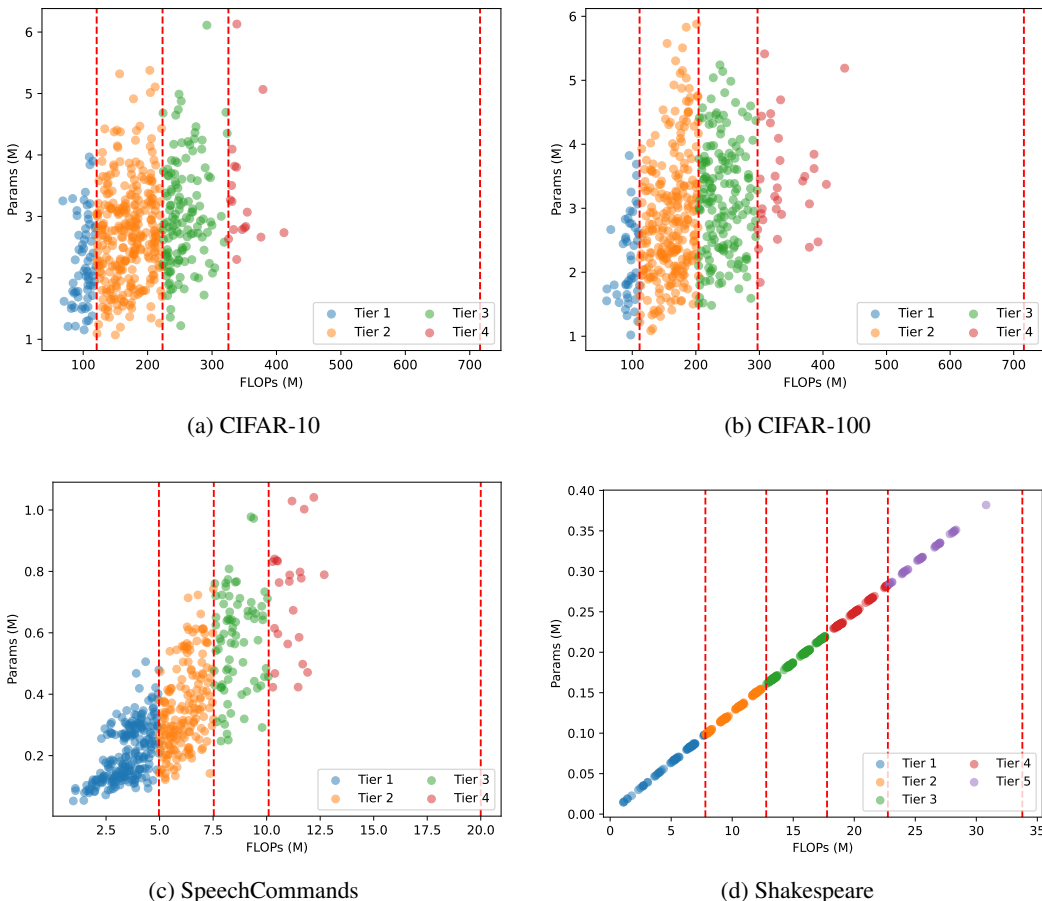 6
5
4
3
2
1
Params (M)
100 200 300 400 500 600 700
FLOPs (M)
Tier 1 Tier 3
Tier 2 Tier 4
(a) CIFAR-10
6
5
4
3
2
1
Params (M)
100 200 300 400 500 600 700
FLOPs (M)
Tier 1 Tier 3
Tier 2 Tier 4
(b) CIFAR-100
1.0
0.8
0.6
0.4
0.2
Params (M)
2.5 5.0 7.5 10.0 12.5 15.0 17.5 20.0
FLOPs (M)
Tier 1 Tier 3
Tier 2 Tier 4
(c) SpeechCommands
0.40
0.35
0.30
0.25
0.20
0.15
0.10
0.05
0.00
Params (M)
0 5 10 15 20 25 30 35
FLOPs (M)
Tier 1 Tier 4
Tier 2 Tier 5
Tier 3
(d) Shakespeare